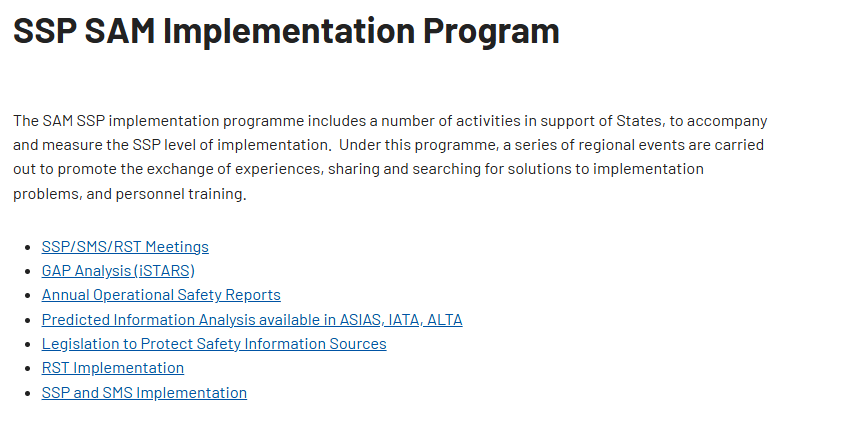 SSP SAM Implementation Program
The SAM SSP implementation programme includes a number of activities in support of States, to accompany
and measure the SSP level of implementation.  Under this programme, a series of regional events are carried
out to promote the exchange of experiences, sharing and searching for solutions to implementation
problems, and personnel training.
• SSP/SMS/RST Meetings
• GAP Analysis (iSTARS)
• Annual Operational Safety Reports
• Predicted Information Analysis available in ASIAS, IATA, ALTA
• Legislation to Protect Safety Information Sources
• RST Implementation
• SSP and SMS Implementation